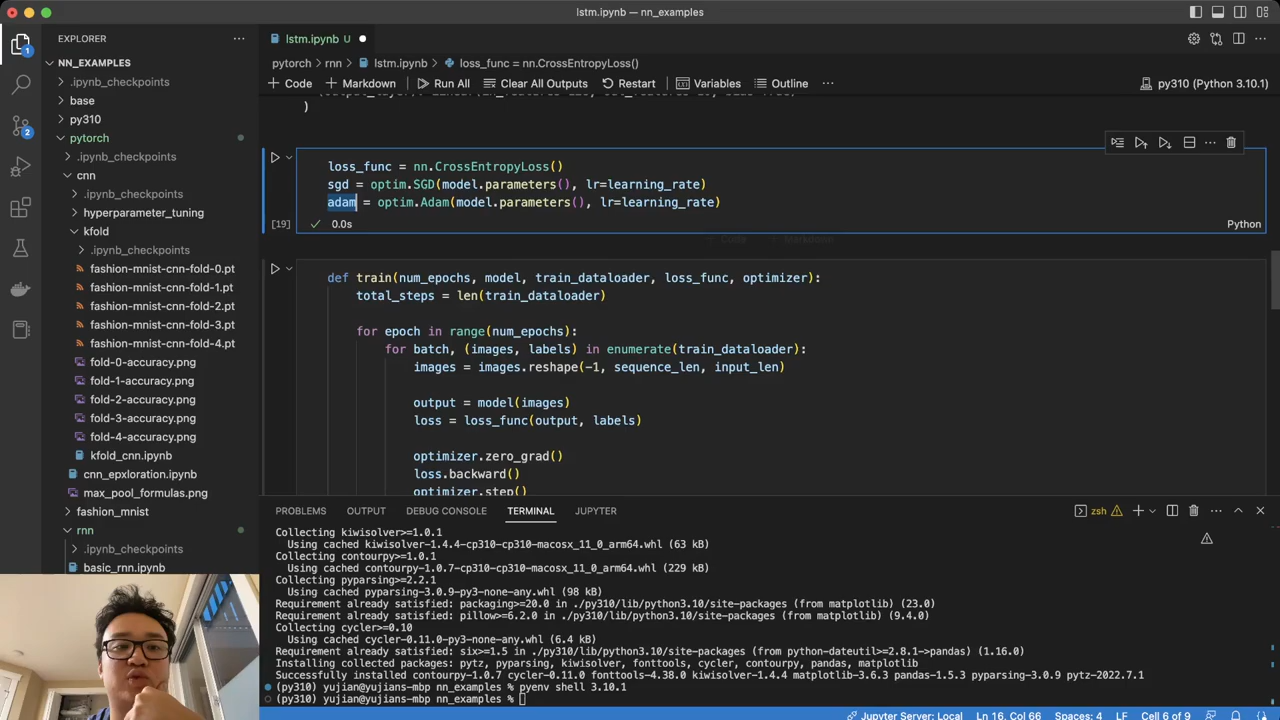 lstm.ipynb — nn_examples
EXPLORER
NN_EXAMPLES
.ipynb_checkpoints
base
py310
pytorch
.ipynb_checkpoints
cnn
.ipynb_checkpoints
hyperparameter_tuning
kfold
.ipynb_checkpoints
fashion-mnist-cnn-fold-0.pt
fashion-mnist-cnn-fold-1.pt
fashion-mnist-cnn-fold-2.pt
fashion-mnist-cnn-fold-3.pt
fashion-mnist-cnn-fold-4.pt
fold-0-accuracy.png
fold-1-accuracy.png
fold-2-accuracy.png
fold-3-accuracy.png
fold-4-accuracy.png
kfold_cnn.ipynb
cnn_epxloration.ipynb
max_pool_formulas.png
fashion_mnist
rnn
.ipynb_checkpoints
basic_rnn.ipynb
1
2
lstm.ipynb U
pytorch > rnn > lstm.ipynb > loss_func = nn.CrossEntropyLoss()
+ Code + Markdown Run All Clear All Outputs Restart Variables Outline ··· py310 (Python 3.10.1)
)
loss_func = nn.CrossEntropyLoss()
sgd = optim.SGD(model.parameters(), lr=learning_rate)
adam = optim.Adam(model.parameters(), lr=learning_rate)
[19] 0.0s Python
+ Code + Markdown
def train(num_epochs, model, train_dataloader, loss_func, optimizer):
total_steps = len(train_dataloader)
for epoch in range(num_epochs):
for batch, (images, labels) in enumerate(train_dataloader):
images = images.reshape(-1, sequence_len, input_len)
output = model(images)
loss = loss_func(output, labels)
optimizer.zero_grad()
loss.backward()
optimizer.step()
PROBLEMS OUTPUT DEBUG CONSOLE TERMINAL JUPYTER zsh
Collecting kiwisolver>=1.0.1
Using cached kiwisolver-1.4.4-cp310-cp310-macosx_11_0_arm64.whl (63 kB)
Collecting contourpy>=1.0.1
Using cached contourpy-1.0.7-cp310-cp310-macosx_11_0_arm64.whl (229 kB)
Collecting pyparsing>=2.2.1
Using cached pyparsing-3.0.9-py3-none-any.whl (98 kB)
Requirement already satisfied: packaging>=20.0 in ./py310/lib/python3.10/site-packages (from matplotlib) (23.0)
Requirement already satisfied: pillow>=6.2.0 in ./py310/lib/python3.10/site-packages (from matplotlib) (9.4.0)
Collecting cycler>=0.10
Using cached cycler-0.11.0-py3-none-any.whl (6.4 kB)
Requirement already satisfied: six>=1.5 in ./py310/lib/python3.10/site-packages (from python-dateutil>=2.8.1->pandas) (1.16.0)
Installing collected packages: pytz, pyparsing, kiwisolver, fonttools, cycler, contourpy, pandas, matplotlib
Successfully installed contourpy-1.0.7 cycler-0.11.0 fonttools-4.38.0 kiwisolver-1.4.4 matplotlib-3.6.3 pandas-1.5.3 pyparsing-3.0.9 pytz-2022.7.1
(py310) yujian@yujians-mbp nn_examples % pyenv shell 3.10.1
(py310) yujian@yujians-mbp nn_examples %
Jupyter Server: Local Ln 16, Col 66 Spaces: 4 LF Cell 6 of 9